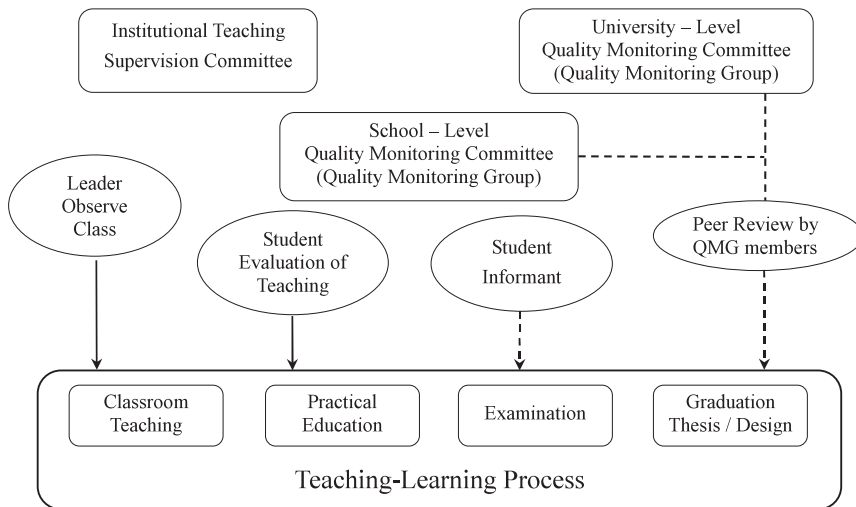 Institutional Teaching
Supervision Committee
University – Level
Quality Monitoring Committee
(Quality Monitoring Group)
School – Level
Quality Monitoring Committee
(Quality Monitoring Group)
Leader
Observe
Class
Student
Evaluation of
Teaching
Student
Informant
Peer Review by
QMG members
Classroom
Teaching
Practical
Education
Examination
Graduation
Thesis / Design
Teaching-Learning Process